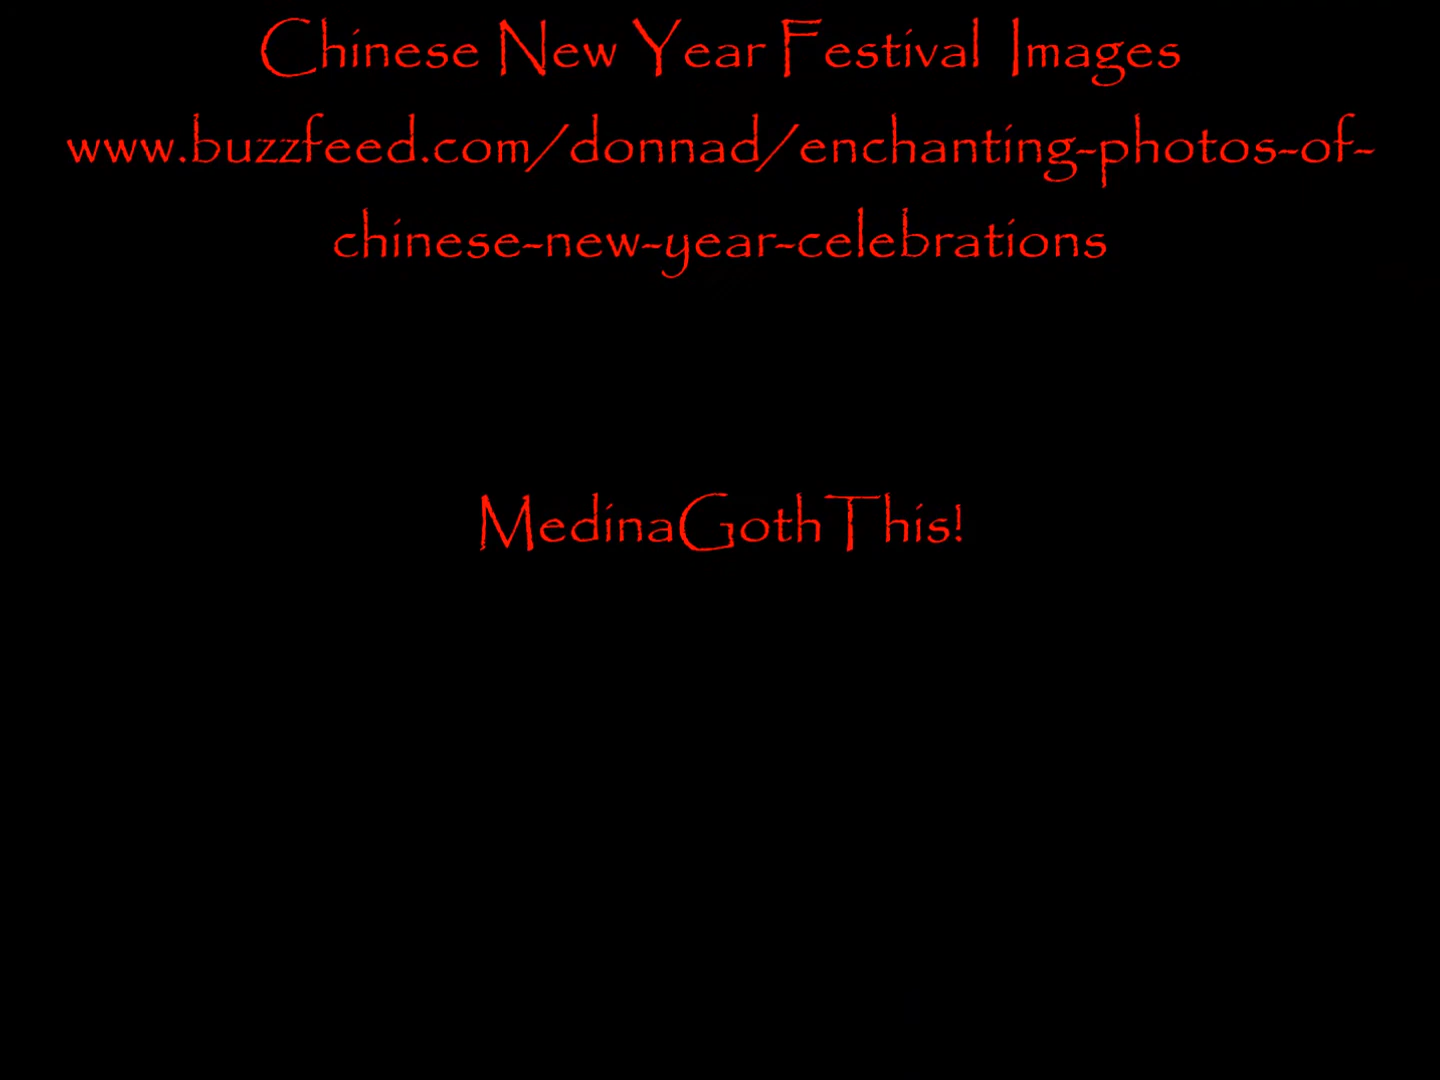 Chinese New Year Festival Images
www.buzzfeed.com/donnad/enchanting-photos-of-
chinese-new-year-celebrations
MedinaGothThis!